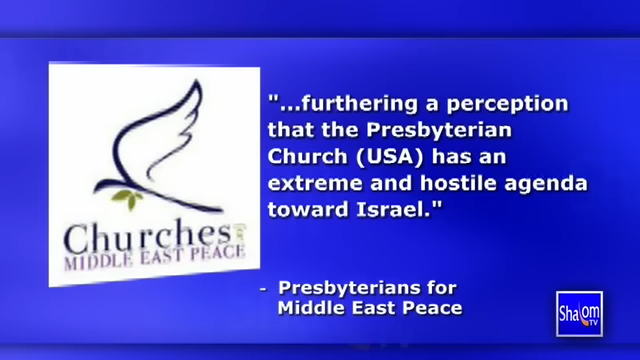 "...furthering a perception
that the Presbyterian
Church (USA) has an
extreme and hostile agenda
toward Israel."
Churches for
MIDDLE EAST PEACE
- Presbyterians for
Middle East Peace
Shalom
TV